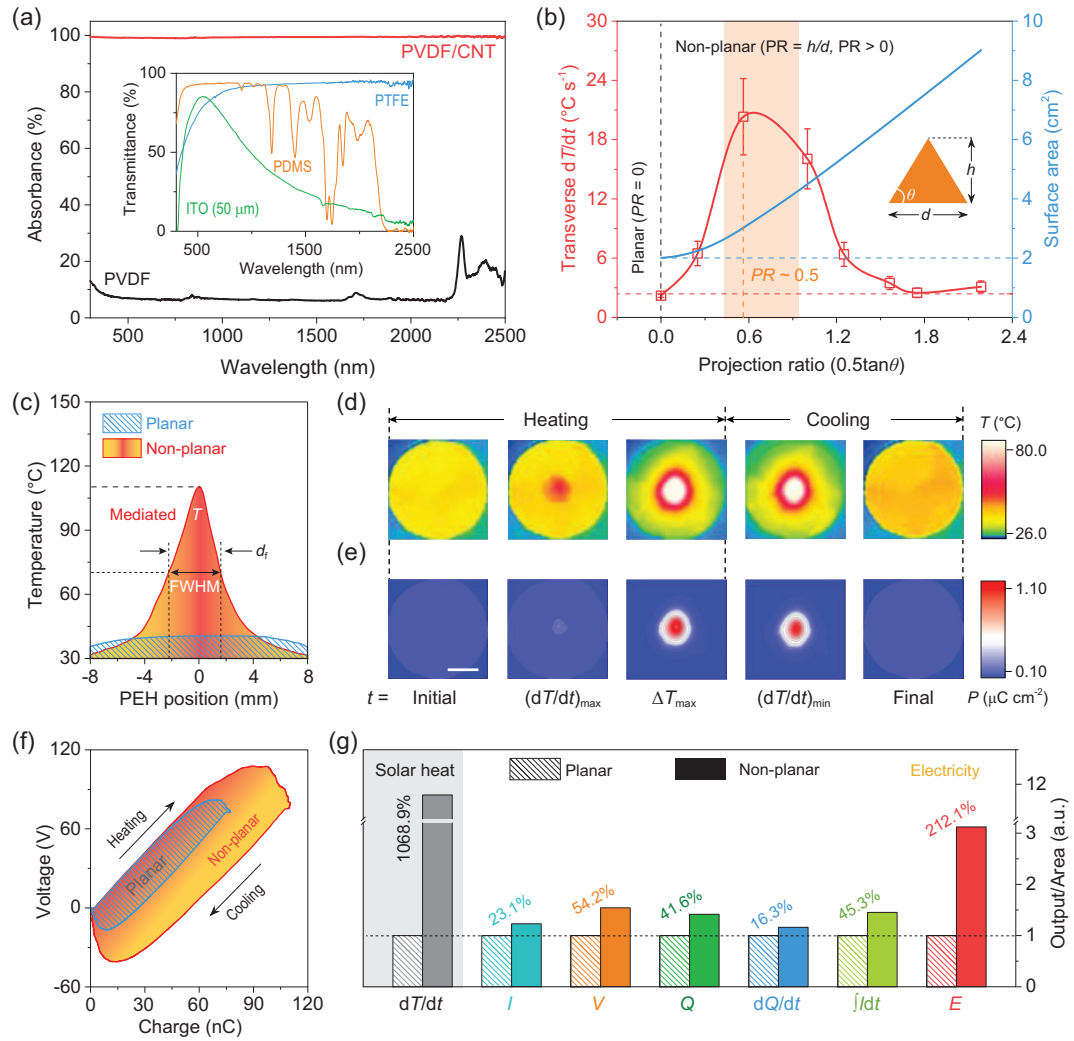 (a)
100
80
60
40
20
0
Absorbance (%)
500
1000
1500
2000
2500
Wavelength (nm)
PVDF/CNT
PVDF
100
50
0
Transmittance (%)
500
1500
2500
Wavelength (nm)
PTFE
PDMS
ITO (50 μm)
(b)
30
24
18
12
6
0
Transverse dT/dt (°C s⁻¹)
10
8
6
4
2
0
Surface area (cm²)
Non-planar (PR = h/d, PR > 0)
Planar (PR = 0)
PR ~ 0.5
θ
h
d
0.0
0.6
1.2
1.8
2.4
Projection ratio (0.5tanθ)
(c)
150
120
90
60
30
Temperature (°C)
Planar
Non-planar
Mediated
T
d_f
FWHM
-8
-4
0
4
8
PEH position (mm)
(d)
Heating
Cooling
T (°C)
80.0
26.0
(e)
1.10
0.10
t =
Initial
(dT/dt)max
ΔTmax
(dT/dt)min
Final
P (μC cm⁻²)
(f)
120
60
0
-60
Voltage (V)
Heating
Planar
Non-planar
Cooling
0
30
60
90
120
Charge (nC)
(g)
Solar heat
Planar
Non-planar
Electricity
1068.9%
23.1%
54.2%
41.6%
16.3%
45.3%
212.1%
12
3
2
1
0
Output/Area (a.u.)
dT/dt
I
V
Q
dQ/dt
∫Idt
E